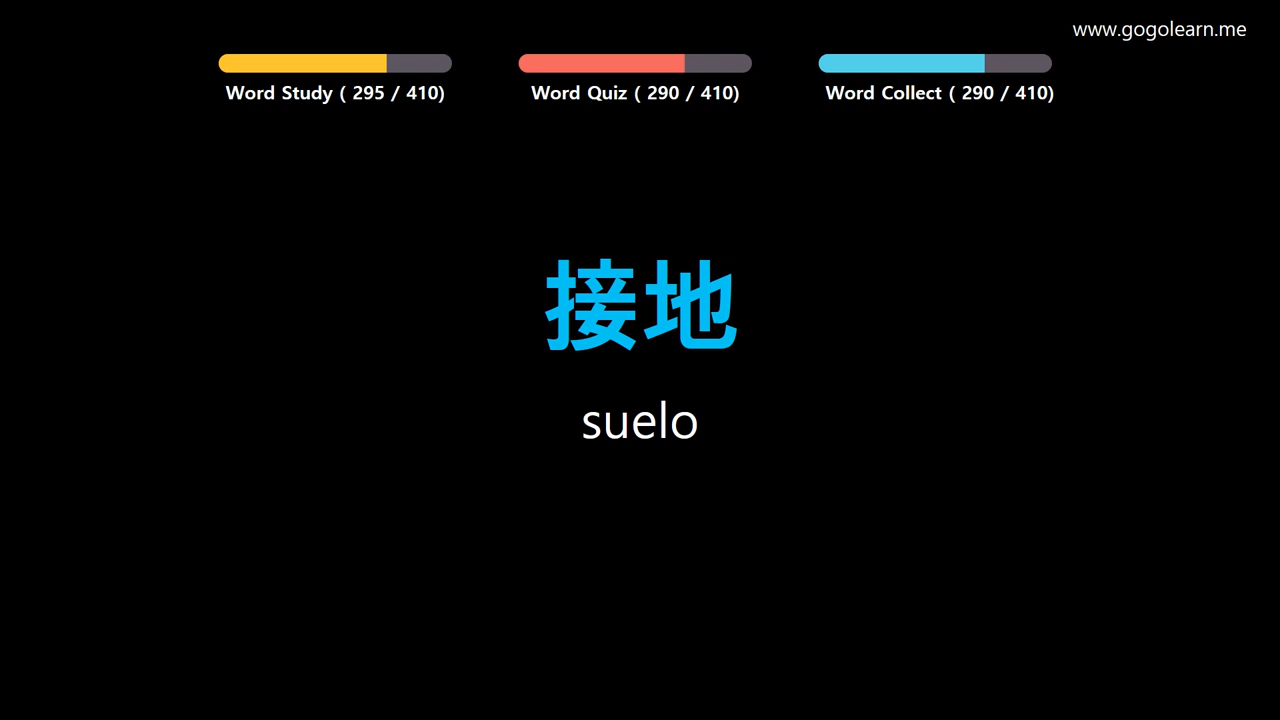 www.gogolearn.me
Word Study ( 295 / 410)
Word Quiz ( 290 / 410)
Word Collect ( 290 / 410)
接地
suelo